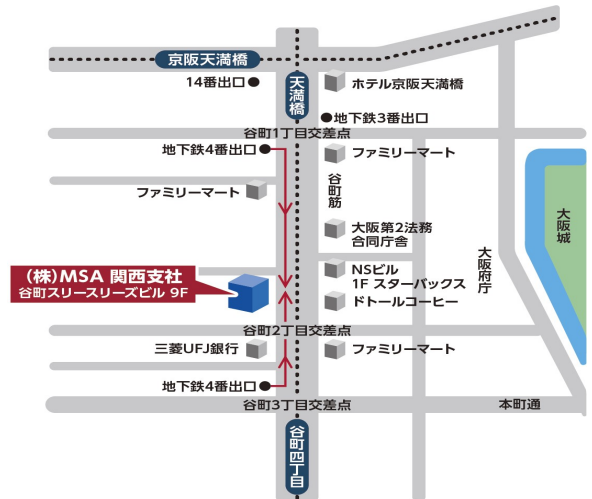 京阪天満橋
14番出口
天満橋
ホテル京阪天満橋
地下鉄3番出口
谷町1丁目交差点
地下鉄4番出口
ファミリーマート
谷町筋
ファミリーマート
大阪第2法務
合同庁舎
大阪城
大阪府庁
(株)MSA 関西支社
谷町スリースリーズビル 9F
NSビル
1F スターバックス
ドトールコーヒー
谷町2丁目交差点
三菱UFJ銀行
ファミリーマート
地下鉄4番出口
谷町3丁目交差点
本町通
谷町四丁目